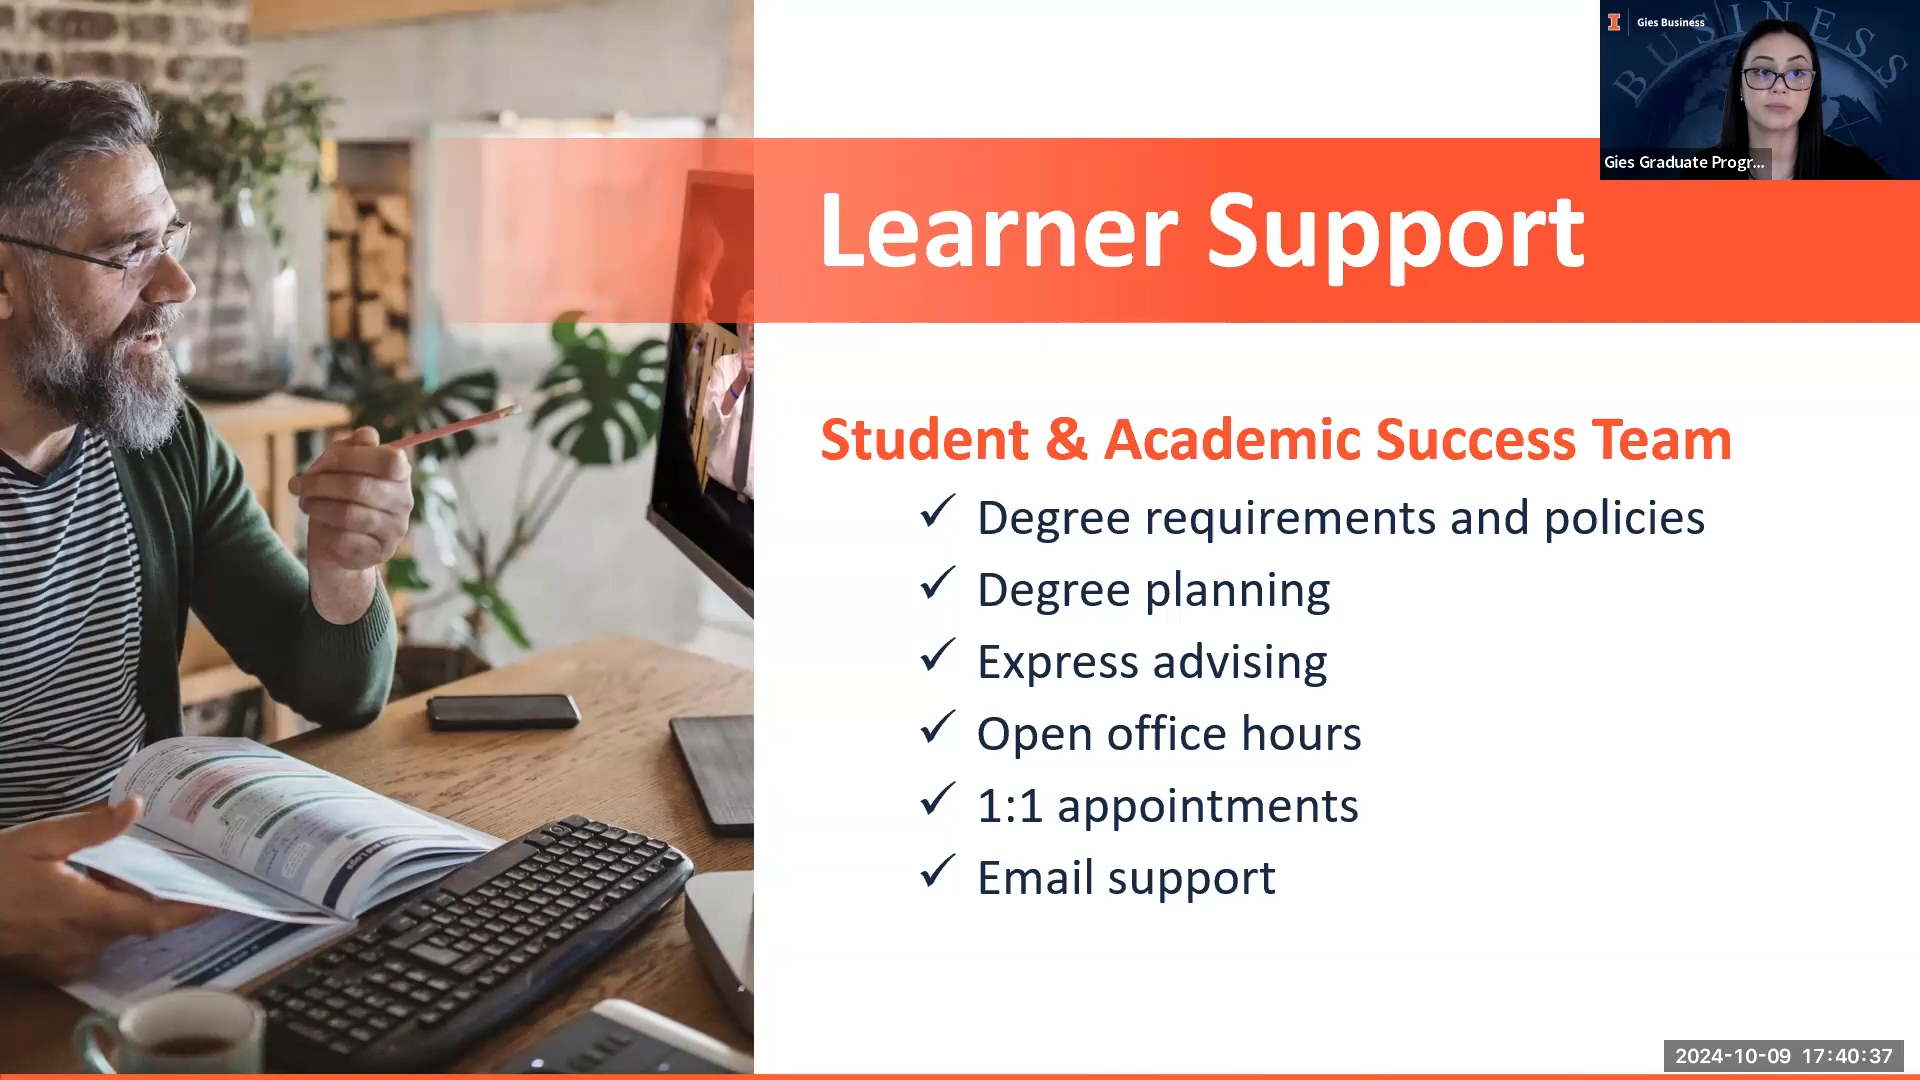 Gies Business
BUSINESS
Gies Graduate Progr...
Learner Support
Student & Academic Success Team
✓ Degree requirements and policies
✓ Degree planning
✓ Express advising
✓ Open office hours
✓ 1:1 appointments
✓ Email support
2024-10-09 17:40:37